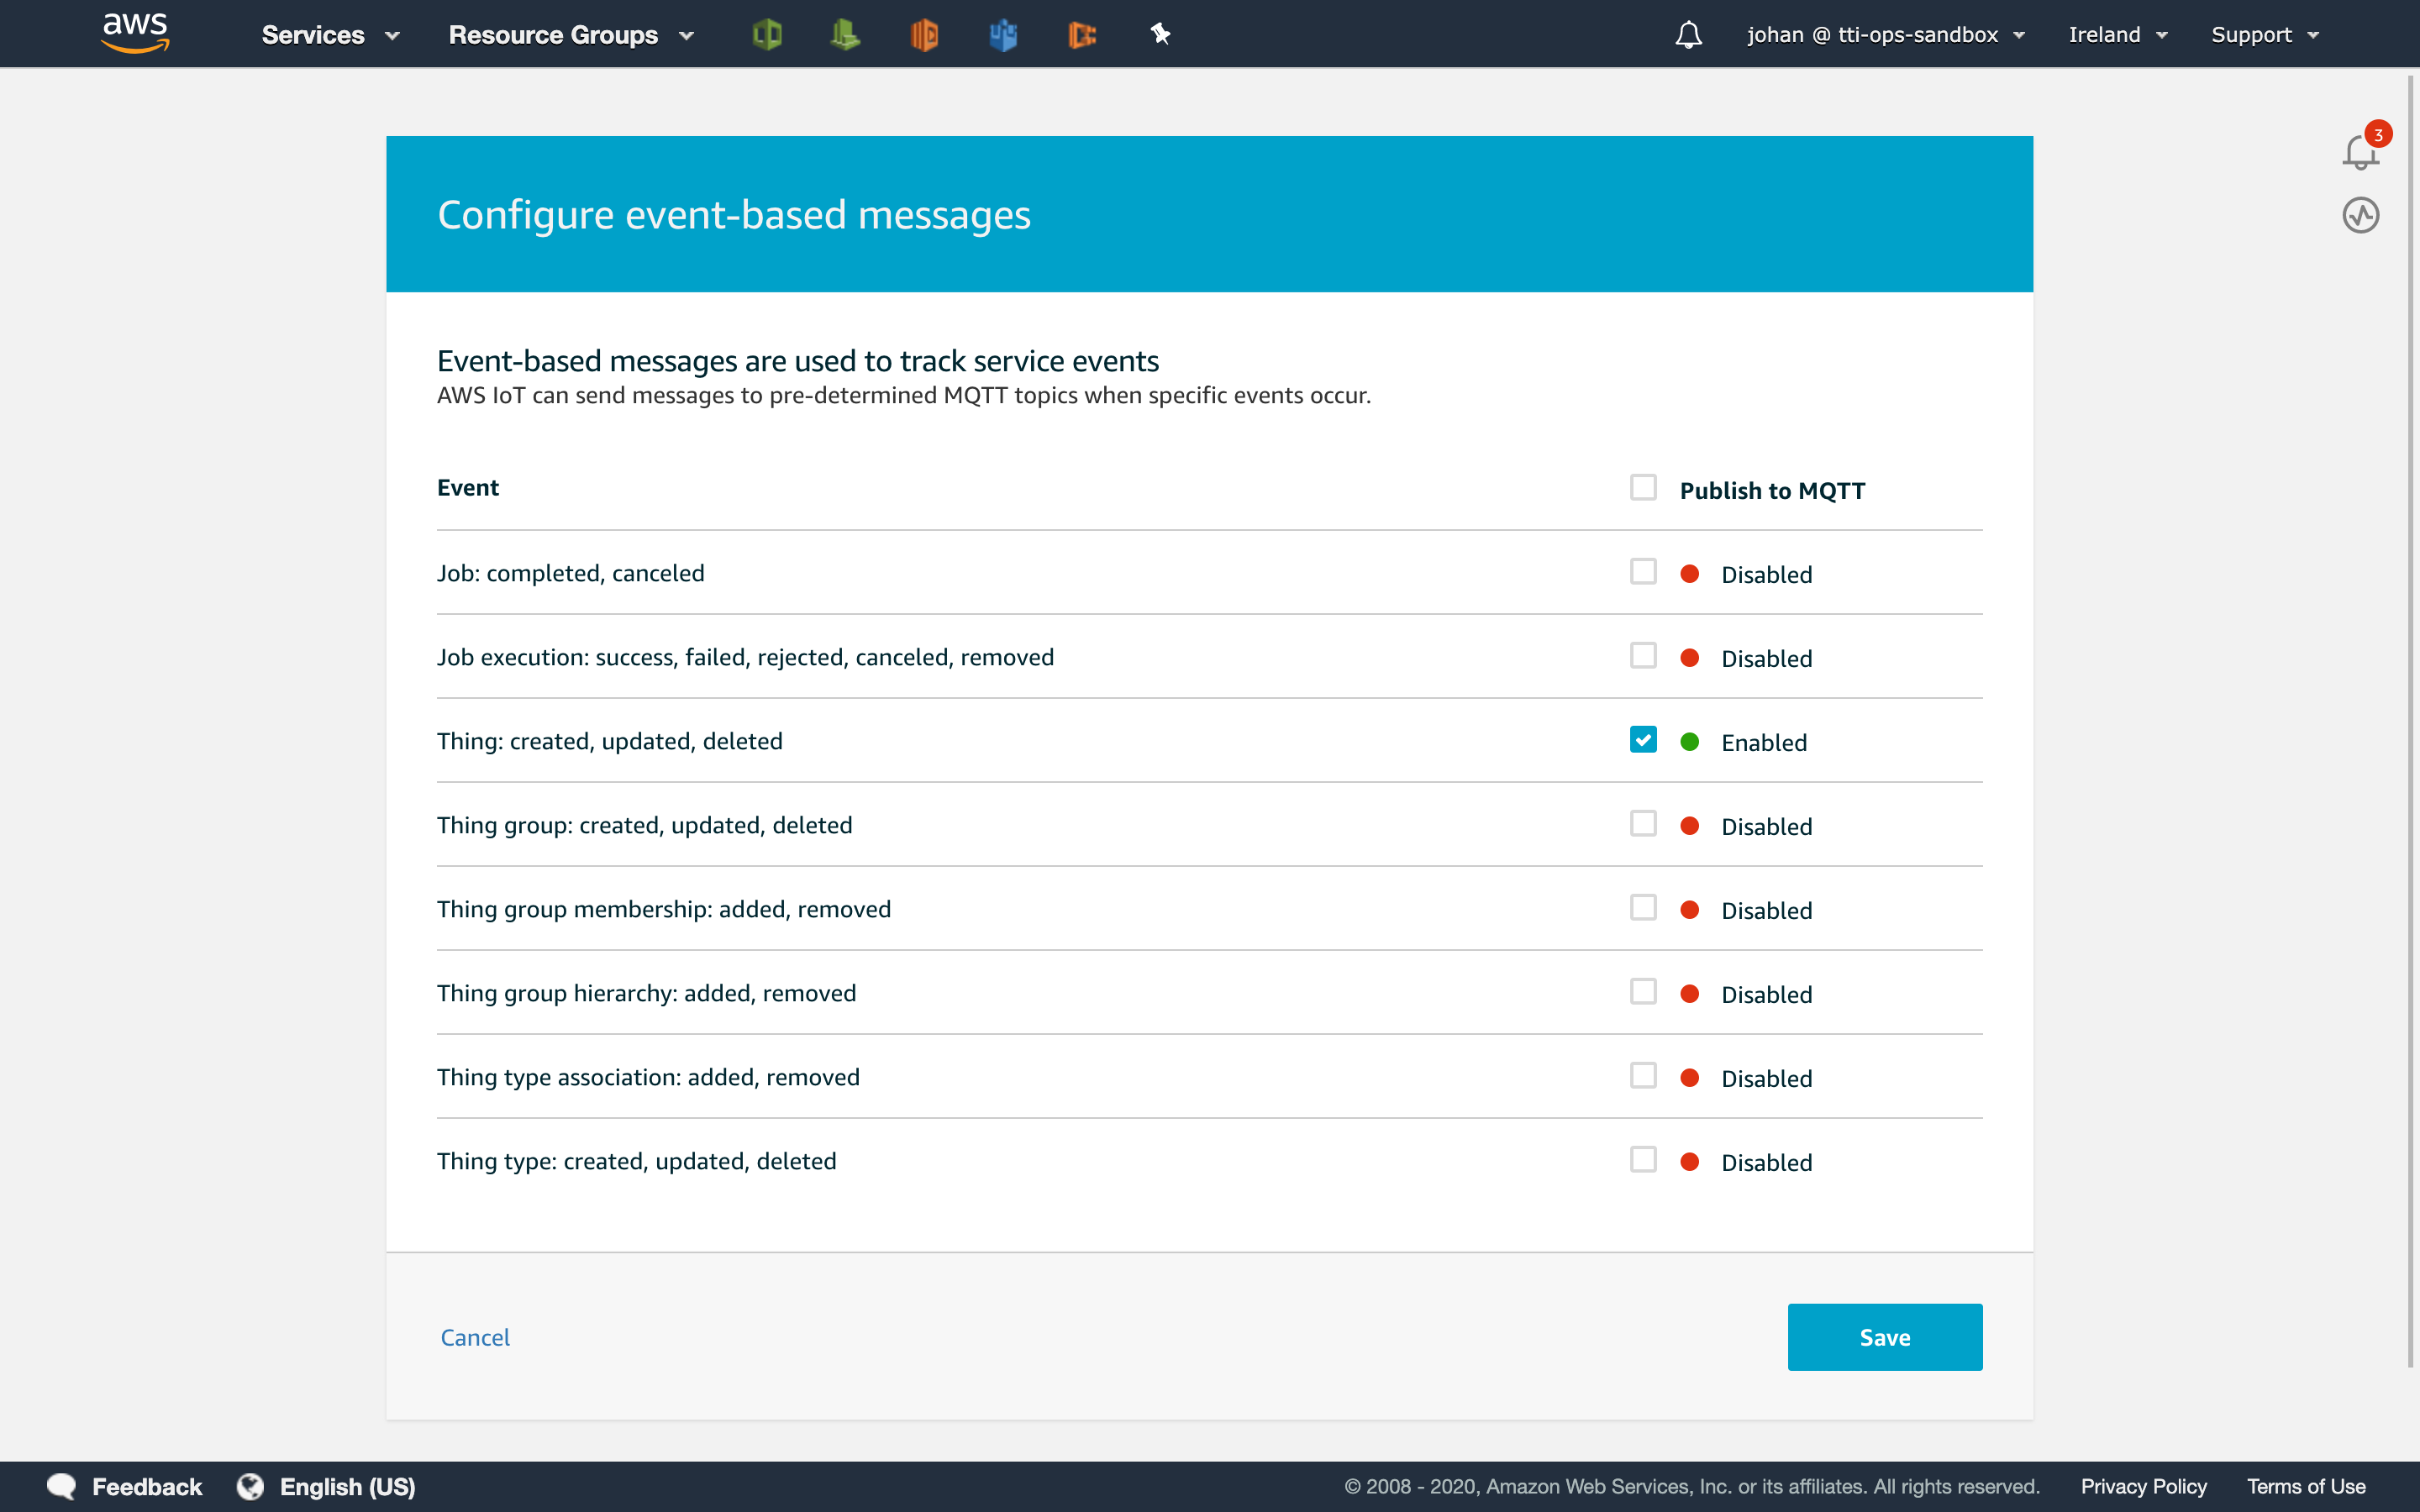 aws Services Resource Groups johan @ tti-ops-sandbox Ireland Support
3
Configure event-based messages
Event-based messages are used to track service events
AWS IoT can send messages to pre-determined MQTT topics when specific events occur.
Event Publish to MQTT
Job: completed, canceled Disabled
Job execution: success, failed, rejected, canceled, removed Disabled
Thing: created, updated, deleted Enabled
Thing group: created, updated, deleted Disabled
Thing group membership: added, removed Disabled
Thing group hierarchy: added, removed Disabled
Thing type association: added, removed Disabled
Thing type: created, updated, deleted Disabled
Cancel Save
Feedback English (US) © 2008 - 2020, Amazon Web Services, Inc. or its affiliates. All rights reserved. Privacy Policy Terms of Use